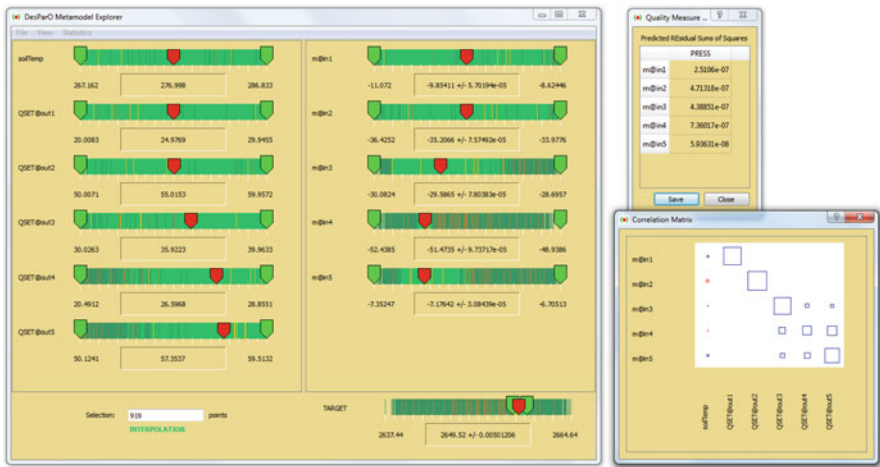 DesParO Metamodel Explorer
File View Statistics
soilTemp
267.162 276.998 286.833
QSET@out1
20.0083 24.9769 29.9455
QSET@out2
50.0071 55.0153 59.9572
QSET@out3
30.0263 35.9223 39.9633
QSET@out4
20.4912 26.5968 28.8551
QSET@out5
50.1241 57.3537 59.5132
m@in1
-11.072 -9.85411 +/- 5.70194e-05 -8.62446
m@in2
-36.4252 -35.2066 +/- 7.57492e-05 -33.9776
m@in3
-30.0824 -29.5865 +/- 7.80383e-05 -28.6957
m@in4
-52.4385 -51.4735 +/- 9.73717e-05 -48.9386
m@in5
-7.35247 -7.17642 +/- 3.08439e-05 -6.70513
Selection: 919 points
INTERPOLATION
TARGET
2637.44 2649.52 +/- 0.00501206 2664.64
Quality Measure ...
Predicted REsidual Sums of Squares
PRESS
m@in1 2.5106e-07
m@in2 4.71318e-07
m@in3 4.38851e-07
m@in4 7.36017e-07
m@in5 5.93631e-08
Save Close
Correlation Matrix
m@in1
m@in2
m@in3
m@in4
m@in5
soilTemp
QSET@out1
QSET@out2
QSET@out3
QSET@out4
QSET@out5